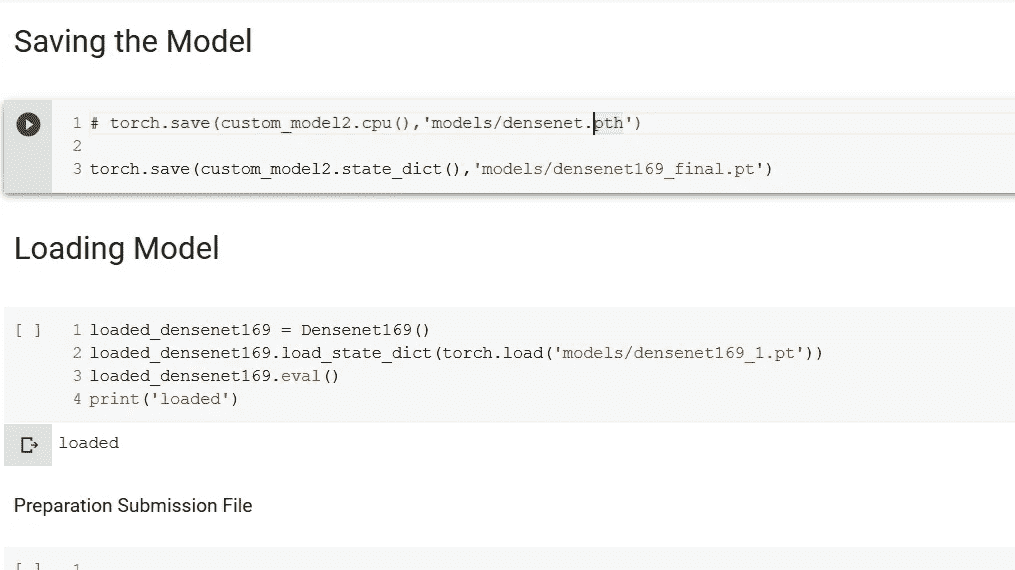 Saving the Model
1 # torch.save(custom_model2.cpu(),'models/densenet.pth')
2
3 torch.save(custom_model2.state_dict(),'models/densenet169_final.pt')
Loading Model
[ ] 1 loaded_densenet169 = Densenet169()
2 loaded_densenet169.load_state_dict(torch.load('models/densenet169_1.pt'))
3 loaded_densenet169.eval()
4 print('loaded')
loaded
Preparation Submission File
[ ] 1